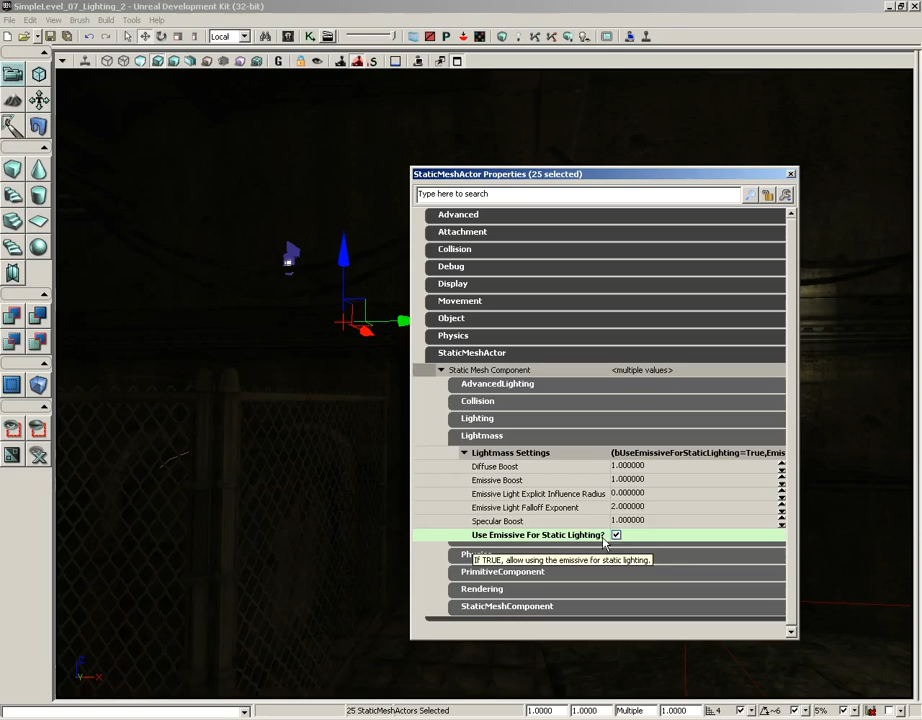 SimpleLevel_07_Lighting_2 - Unreal Development Kit (32-bit)
File Edit View Brush Build Tools Help
Local
G
S
StaticMeshActor Properties (25 selected)
Type here to search
Advanced
Attachment
Collision
Debug
Display
Movement
Object
Physics
StaticMeshActor
Static Mesh Component <multiple values>
AdvancedLighting
Collision
Lighting
Lightmass
Lightmass Settings (bUseEmissiveForStaticLighting=True,Emis
Diffuse Boost 1.000000
Emissive Boost 1.000000
Emissive Light Explicit Influence Radius 0.000000
Emissive Light Falloff Exponent 2.000000
Specular Boost 1.000000
Use Emissive For Static Lighting?
If TRUE, allow using the emissive for static lighting.
PrimitiveComponent
Rendering
StaticMeshComponent
Z
Y X
25 StaticMeshActors Selected 1.0000 1.0000 Multiple 1.0000 4 ~6 5%